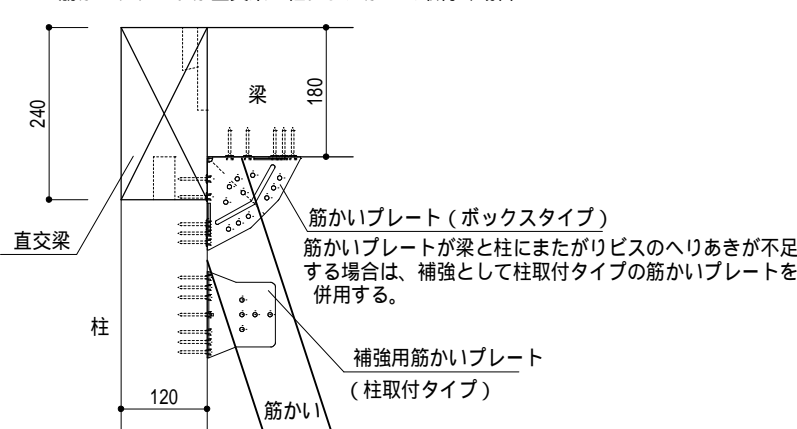 240
梁
180
筋かいプレート（ボックスタイプ）
直交梁
筋かいプレートが梁と柱にまたがりビスのへりあきが不足
する場合は、補強として柱取付タイプの筋かいプレートを
併用する。
柱
補強用筋かいプレート
（柱取付タイプ）
120
筋かい